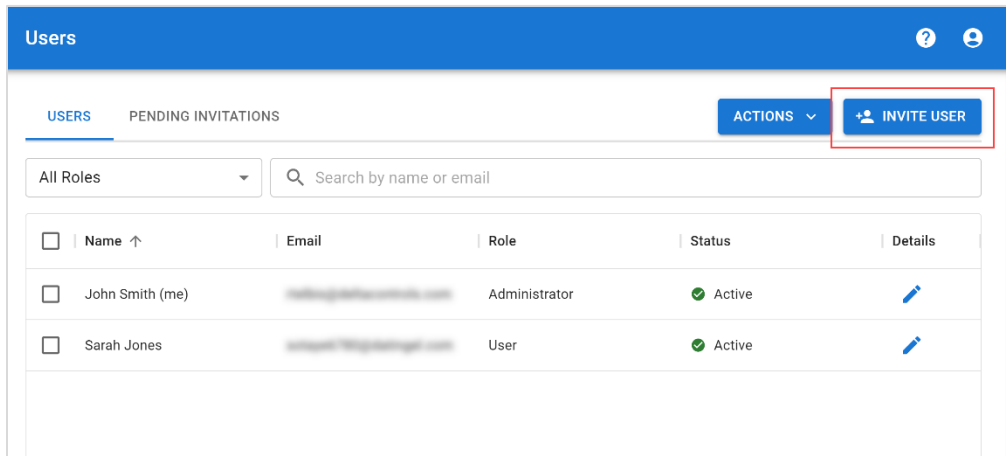 Users
USERS PENDING INVITATIONS ACTIONS INVITE USER
All Roles Search by name or email
Name Email Role Status Details
John Smith (me) Administrator Active
Sarah Jones User Active